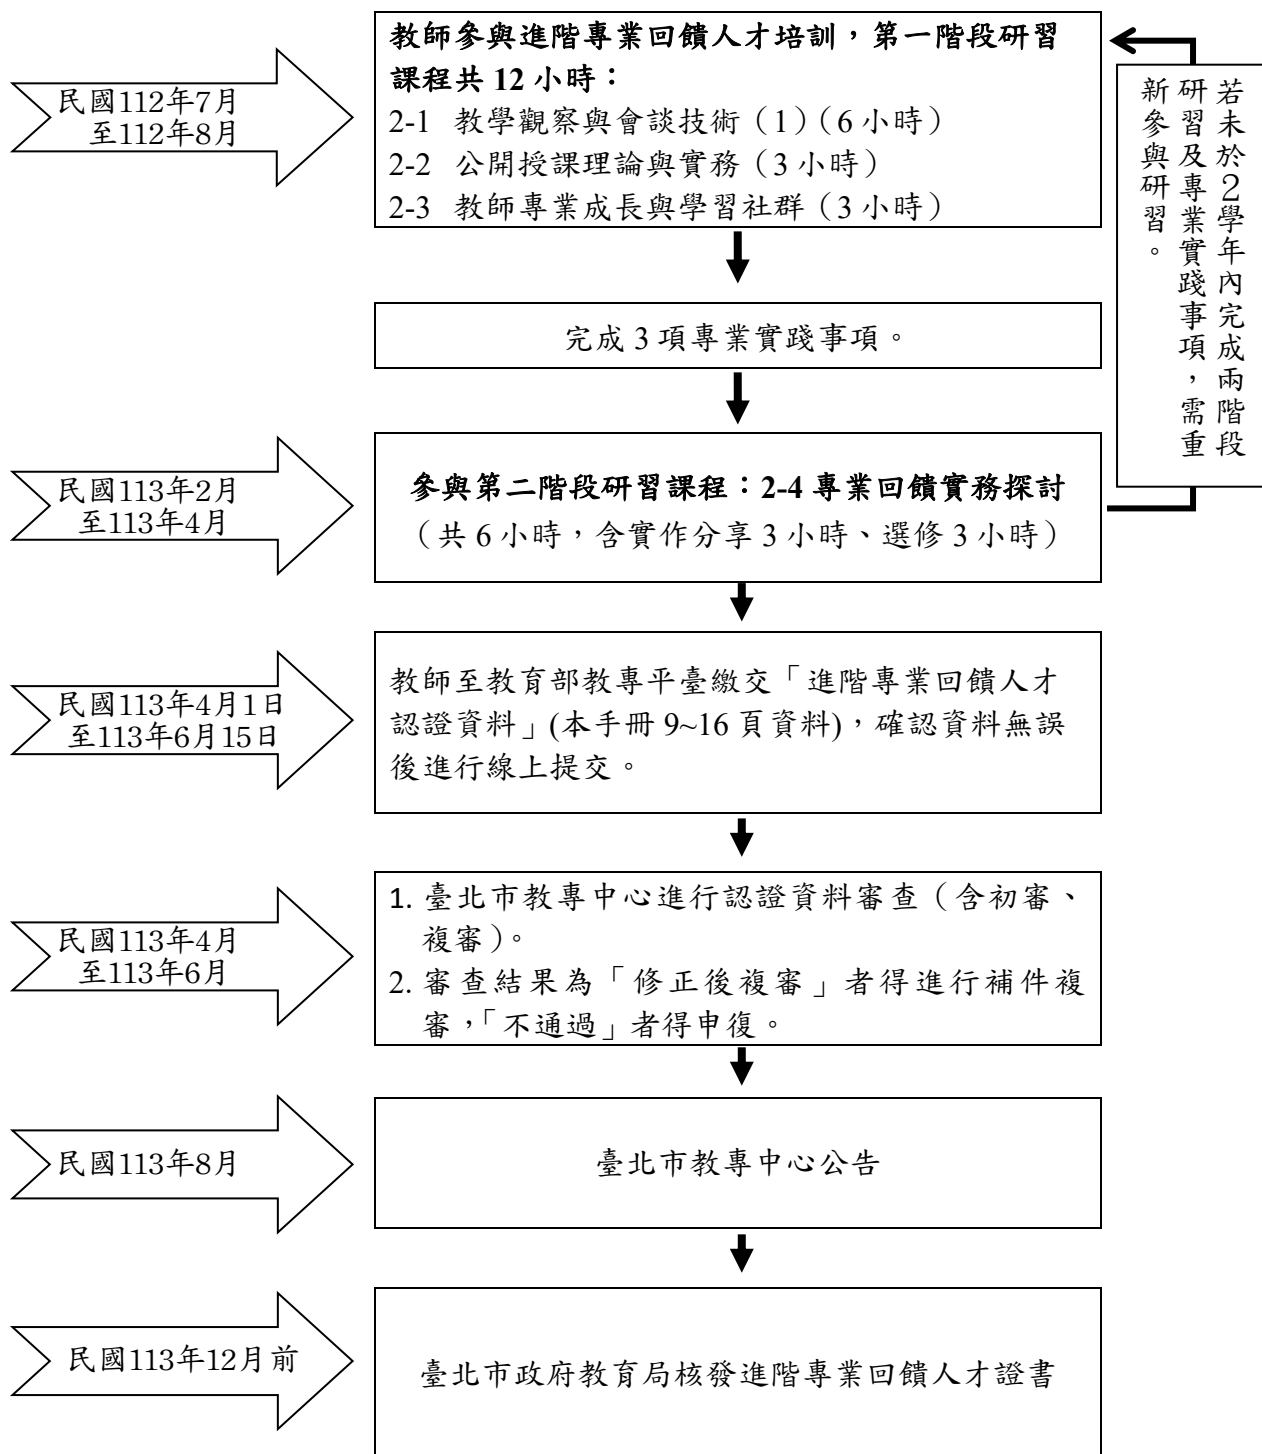 民國112年7月
至112年8月
教師參與進階專業回饋人才培訓，第一階段研習
課程共 12 小時：
2-1 教學觀察與會談技術（1）（6 小時）
2-2 公開授課理論與實務（3 小時）
2-3 教師專業成長與學習社群（3 小時）
若未於2學年內完成兩階段
研習及專業實踐事項，需重
新參與研習。
完成 3 項專業實踐事項。
民國113年2月
至113年4月
參與第二階段研習課程：2-4 專業回饋實務探討
（共 6 小時，含實作分享 3 小時、選修 3 小時）
民國113年4月1日
至113年6月15日
教師至教育部教專平臺繳交「進階專業回饋人才
認證資料」(本手冊 9~16 頁資料)，確認資料無誤
後進行線上提交。
民國113年4月
至113年6月
1. 臺北市教專中心進行認證資料審查（含初審、
複審）。
2. 審查結果為「修正後複審」者得進行補件複
審，「不通過」者得申復。
民國113年8月
臺北市教專中心公告
民國113年12月前
臺北市政府教育局核發進階專業回饋人才證書